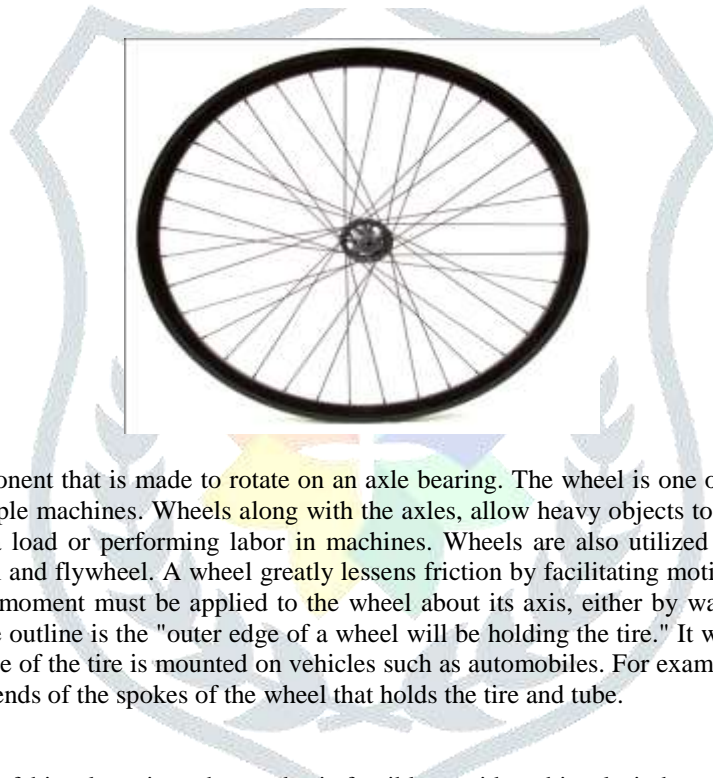 onent that is made to rotate on an axle bearing. The wheel is one o
ple machines. Wheels along with the axles, allow heavy objects to
load or performing labor in machines. Wheels are also utilized
and flywheel. A wheel greatly lessens friction by facilitating moti
moment must be applied to the wheel about its axis, either by wa
outline is the "outer edge of a wheel will be holding the tire." It w
e of the tire is mounted on vehicles such as automobiles. For exam
ends of the spokes of the wheel that holds the tire and tube.